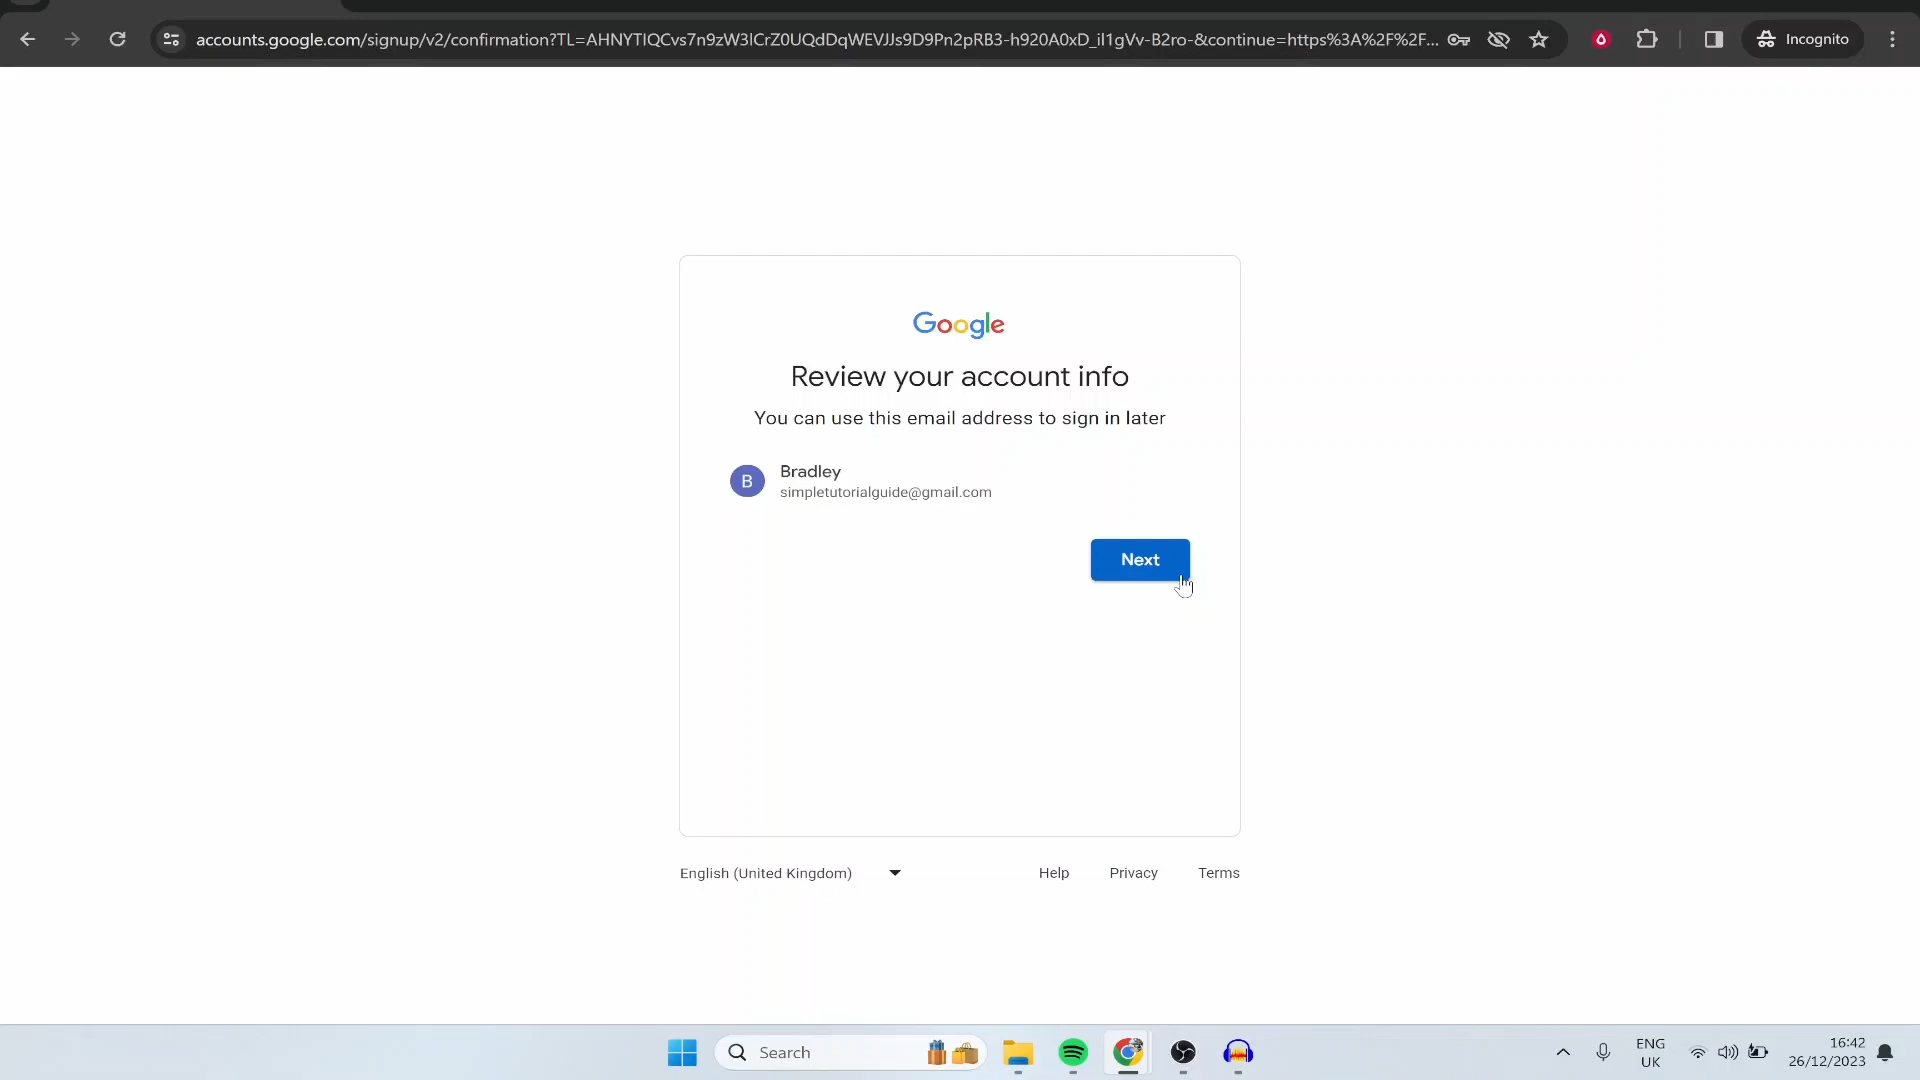 accounts.google.com/signup/v2/confirmation?TL=AHNYTIQCvs7n9zW3lCrZ0UQdDqWEVJJs9D9Pn2pRB3-h920A0xD_il1gVv-B2ro-&continue=https%3A%2F%2F...
Incognito
Google
Review your account info
You can use this email address to sign in later
B
Bradley
simpletutorialguide@gmail.com
Next
English (United Kingdom)
Help
Privacy
Terms
Search
ENG
UK
16:42
26/12/2023